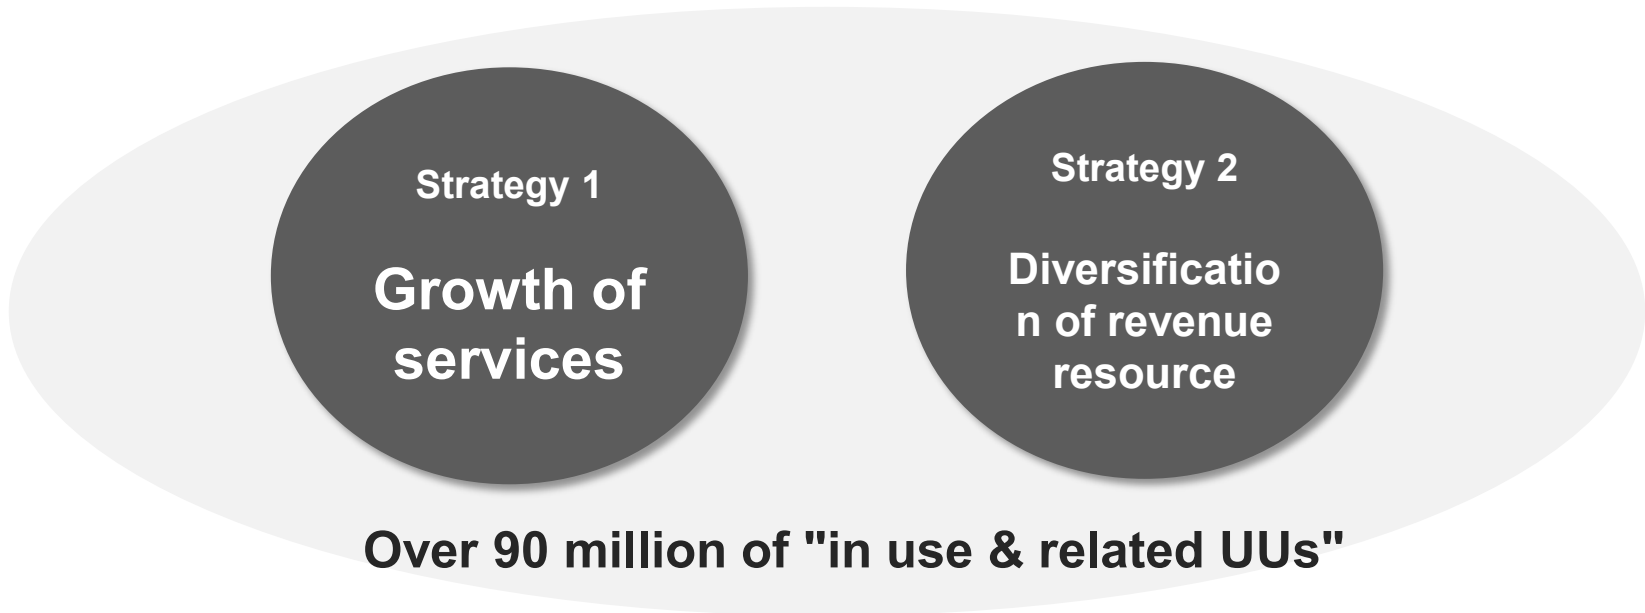 Strategy 1
Growth of
services
Strategy 2
Diversificatio
n of revenue
resource
Over 90 million of "in use & related UUs"